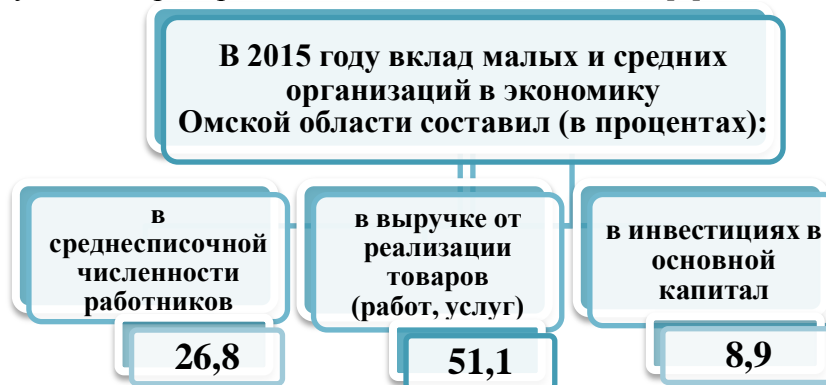 В 2015 году вклад малых и средних
организаций в экономику
Омской области составил (в процентах):
в
среднесписочной
численности
работников
26,8
в выручке от
реализации
товаров
(работ, услуг)
51,1
в инвестициях в
основной
капитал
8,9